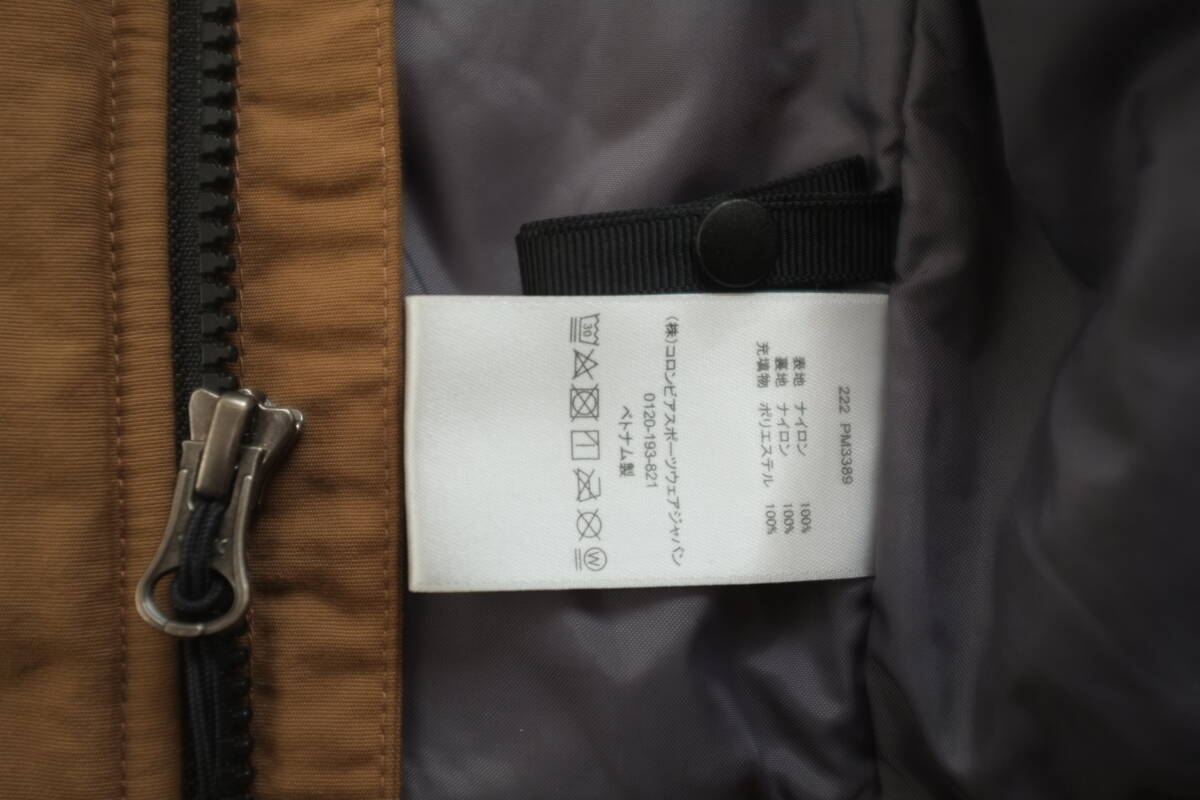 222 PM3389
表地 ナイロン 100%
裏地 ナイロン 100%
充填物 ポリエステル 100%
(株)コロンビアスポーツウェアジャパン
0120-193-821
ベトナム製
30
W